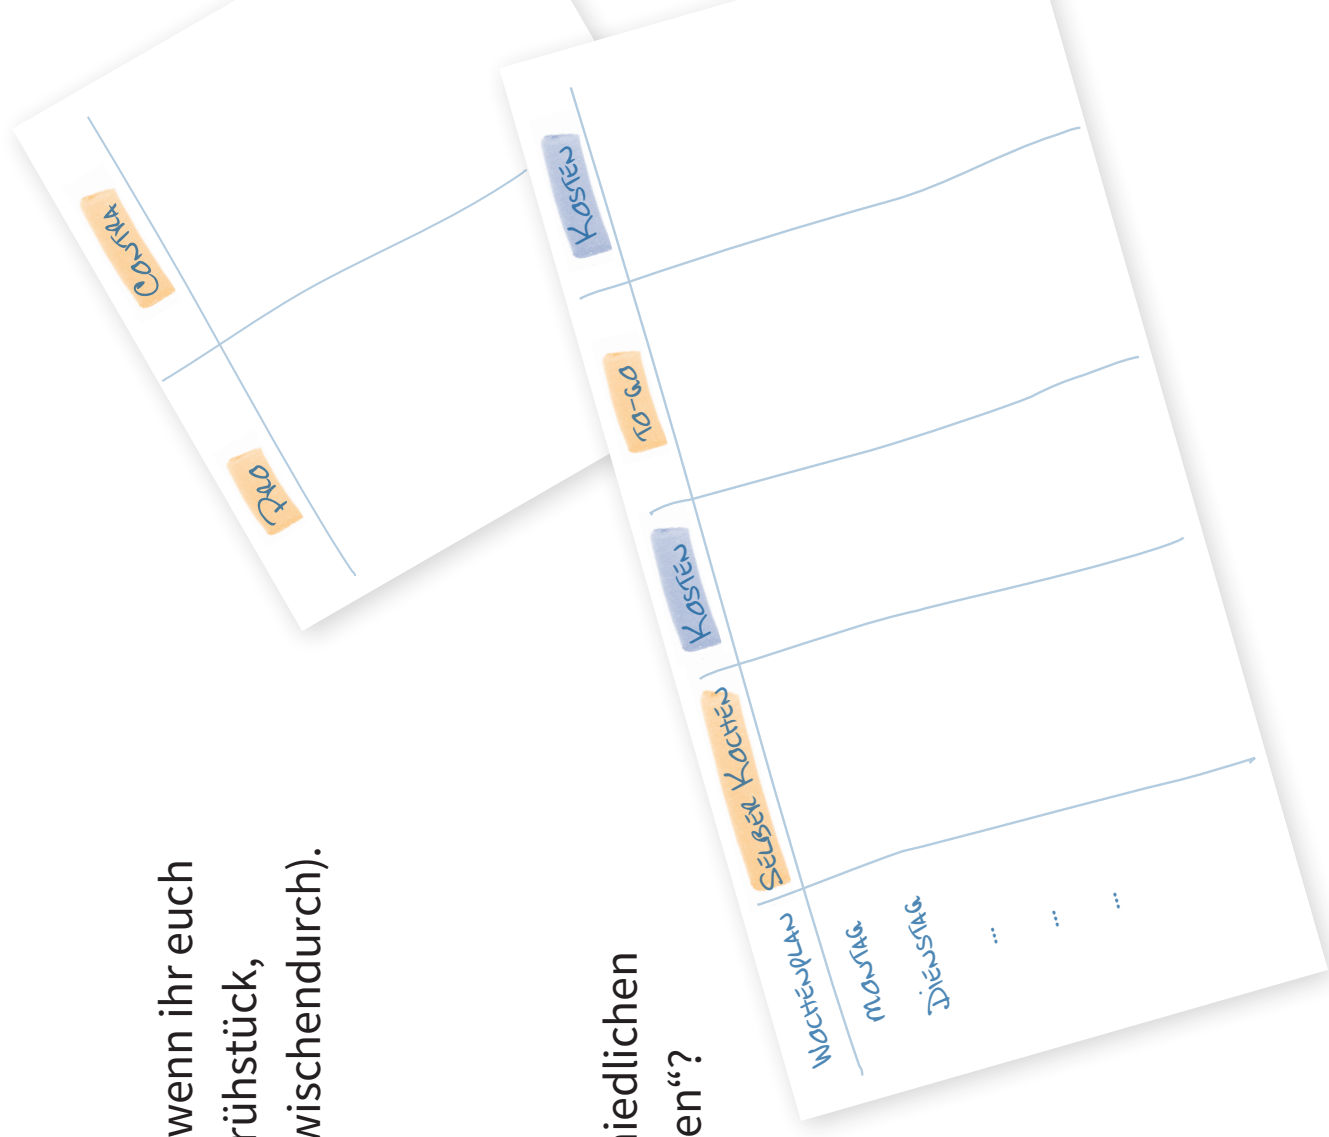 wenn ihr euch
rühstück,
wischendurch).
iedlichen
en“?
PRO
CONTRA
WOCHENPLAN
SELBER KOCHEN
KOSTEN
TO-GO
KOSTEN
MONTAG
DIENSTAG
...
...
...